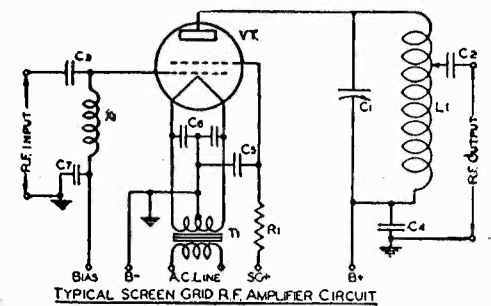 VT.
C3
C6
C2
R.F. INPUT
X1
C1
L1
R.F. OUTPUT
C5
C7
C4
T1
R1
BIAS
B-
A.C. LINE
SG+
B+
TYPICAL SCREEN GRID R.F. AMPLIFIER CIRCUIT